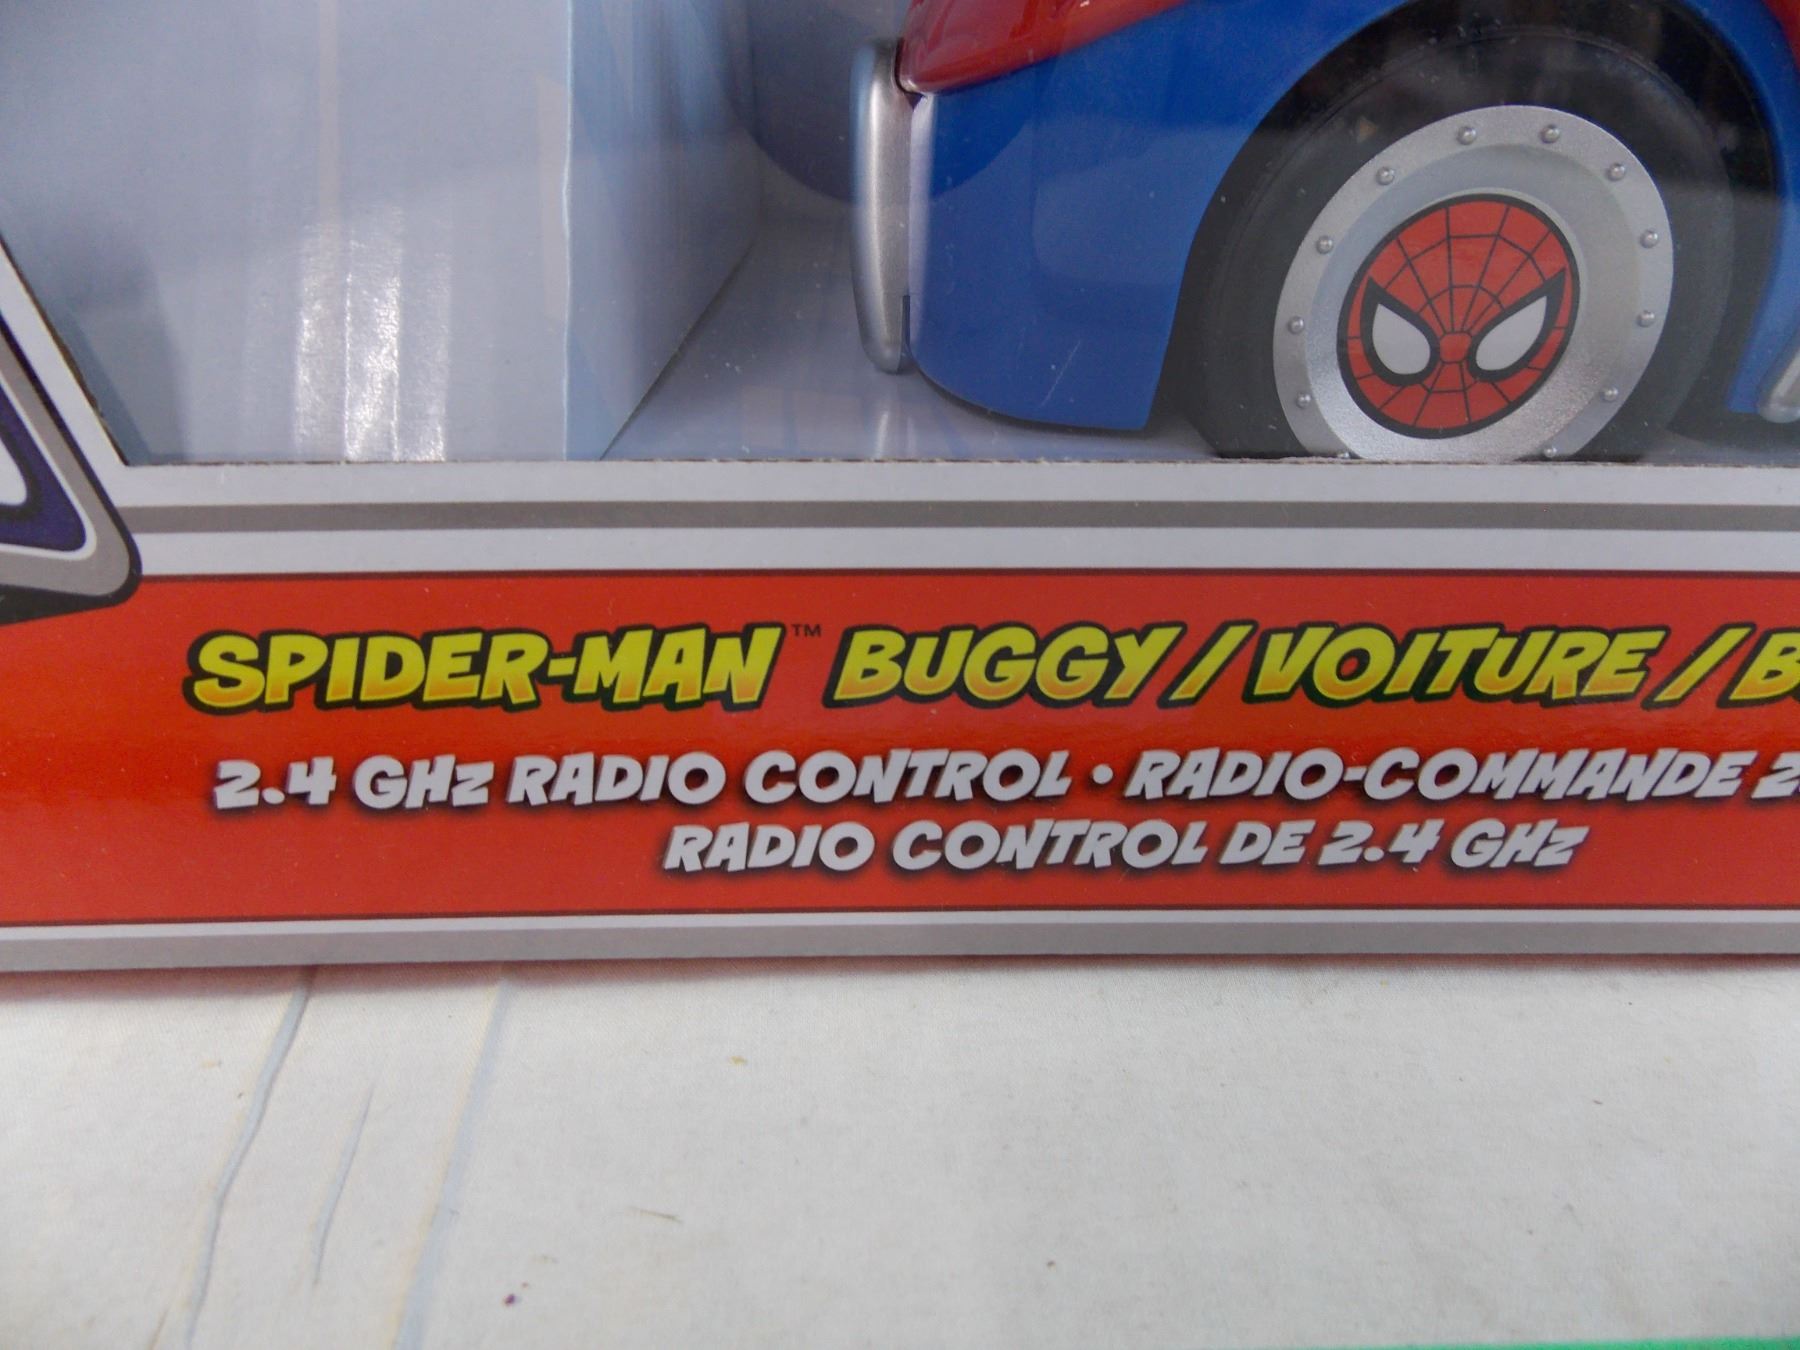 SPIDER-MAN™ BUGGY / VOITURE /
2.4 GHz RADIO CONTROL • RADIO-COMMANDE
RADIO CONTROL DE 2.4 GHz